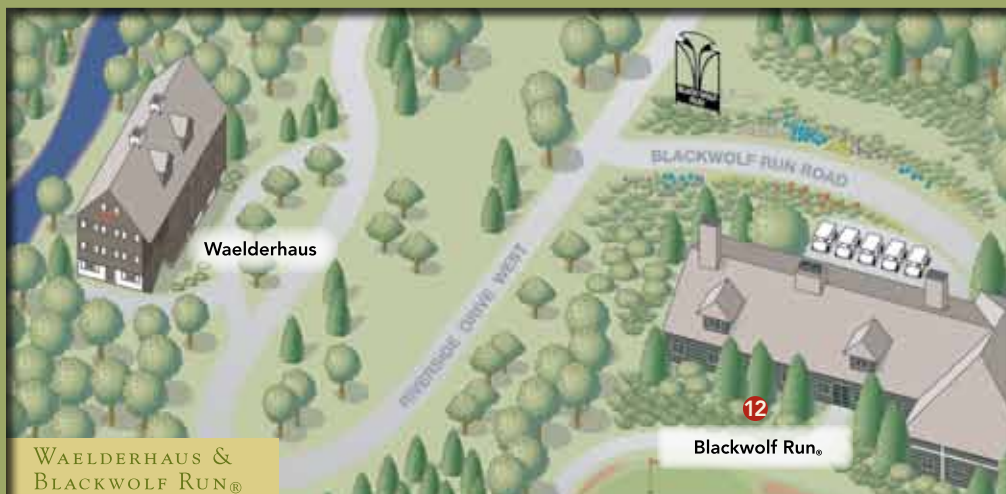 BLACKWOLF RUN ROAD
Waelderhaus
RIVERSIDE DRIVE WEST
12
Blackwolf Run®
WAELDERHAUS &
BLACKWOLF RUN®